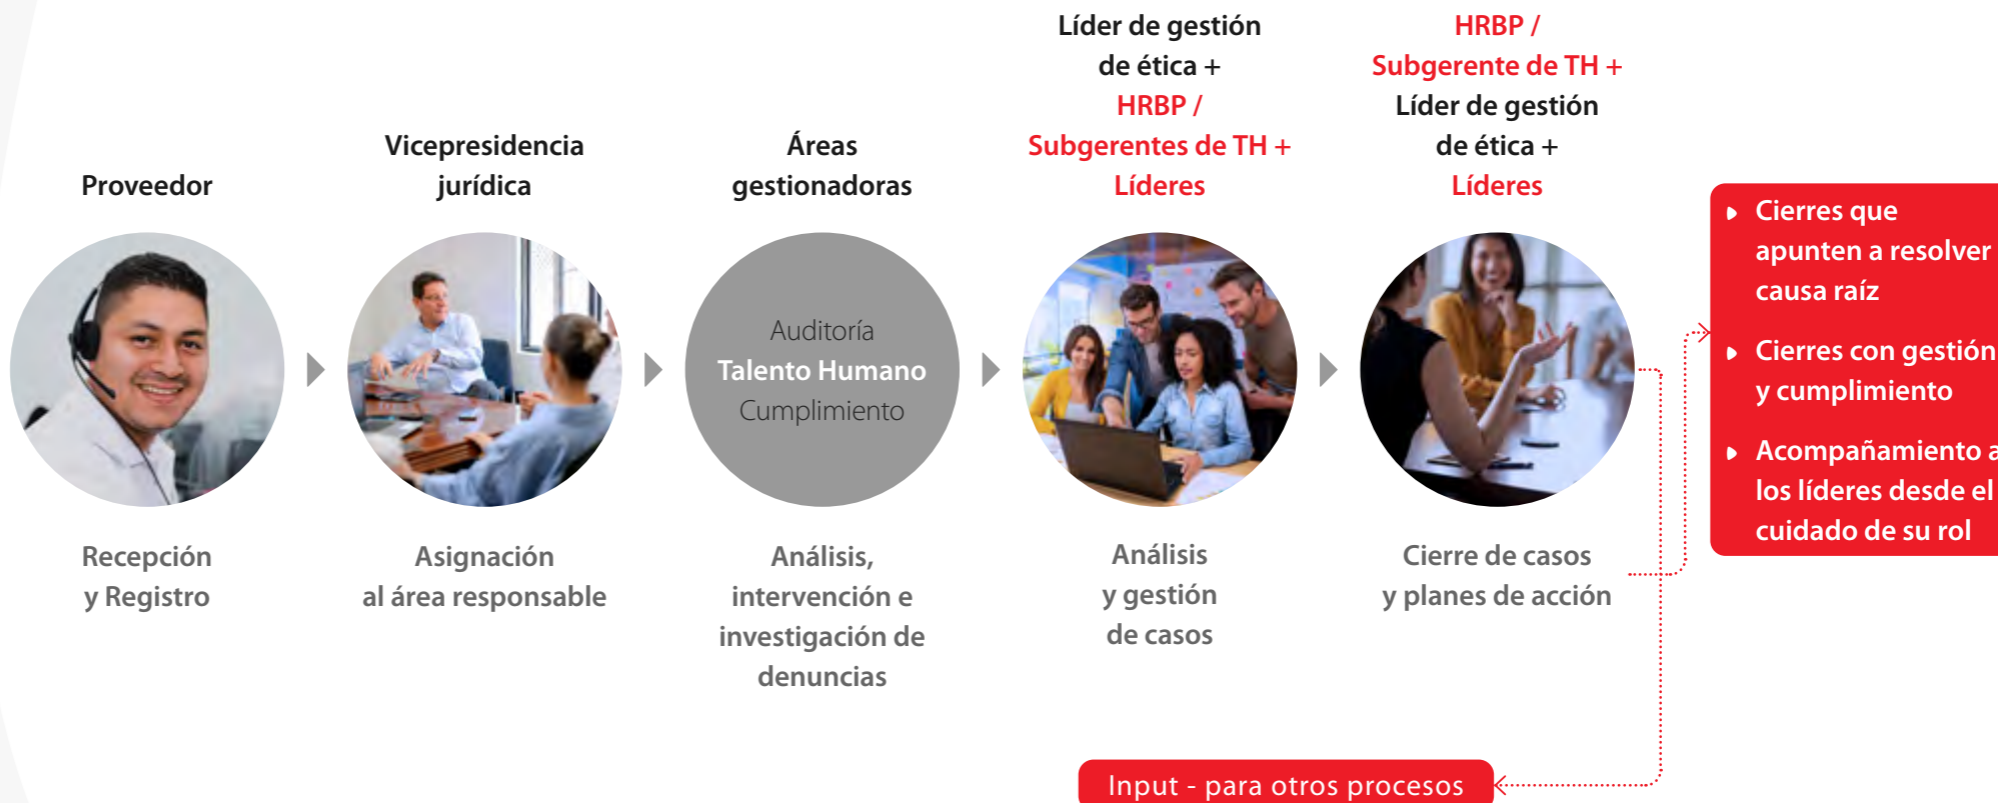 Proveedor
Recepción
y Registro
Vicepresidencia
jurídica
Asignación
al área responsable
Áreas
gestionadoras
Auditoría
Talento Humano
Cumplimiento
Análisis,
intervención e
investigación de
denuncias
Líder de gestión
de ética +
HRBP /
Subgerentes de TH +
Líderes
Análisis
y gestión
de casos
HRBP /
Subgerente de TH +
Líder de gestión
de ética +
Líderes
Cierre de casos
y planes de acción
Cierres que
apunten a resolver
causa raíz
Cierres con gestión
y cumplimiento
Acompañamiento a
los líderes desde el
cuidado de su rol
Input - para otros procesos